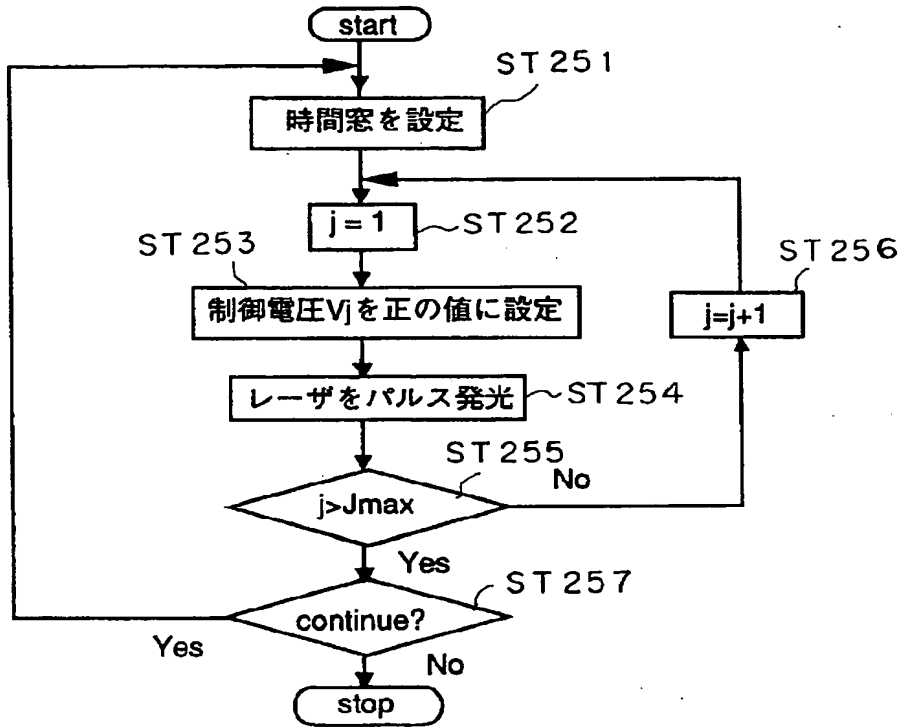 start
ST251
時間窓を設定
j = 1
ST252
ST253
ST256
制御電圧Vjを正の値に設定
j=j+1
レーザをパルス発光
ST254
ST255
No
j>Jmax
Yes
ST257
continue?
Yes
No
stop